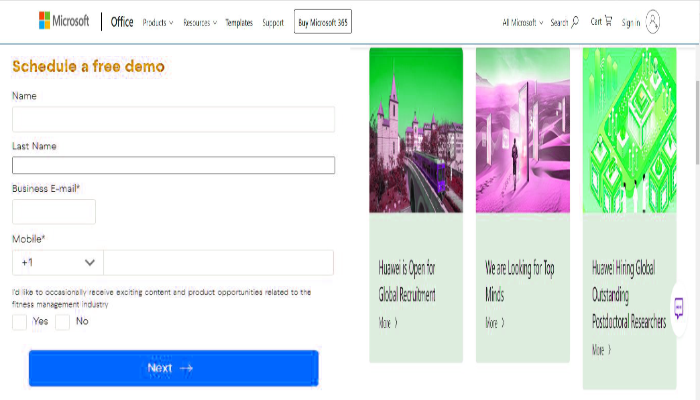 Microsoft Office Products Resources Templates Support Buy Microsoft 365 All Microsoft Search Cart Sign in
Schedule a free demo
Name
Last Name
Business E-mail*
Mobile*
+1
I'd like to occasionally receive exciting content and product opportunities related to the
fitness management industry
Yes No
Next →
Huawei is Open for
Global Recruitment
More >
We are Looking for Top
Minds
More >
Huawei Hiring Global
Outstanding
Postdoctoral Researchers
More >